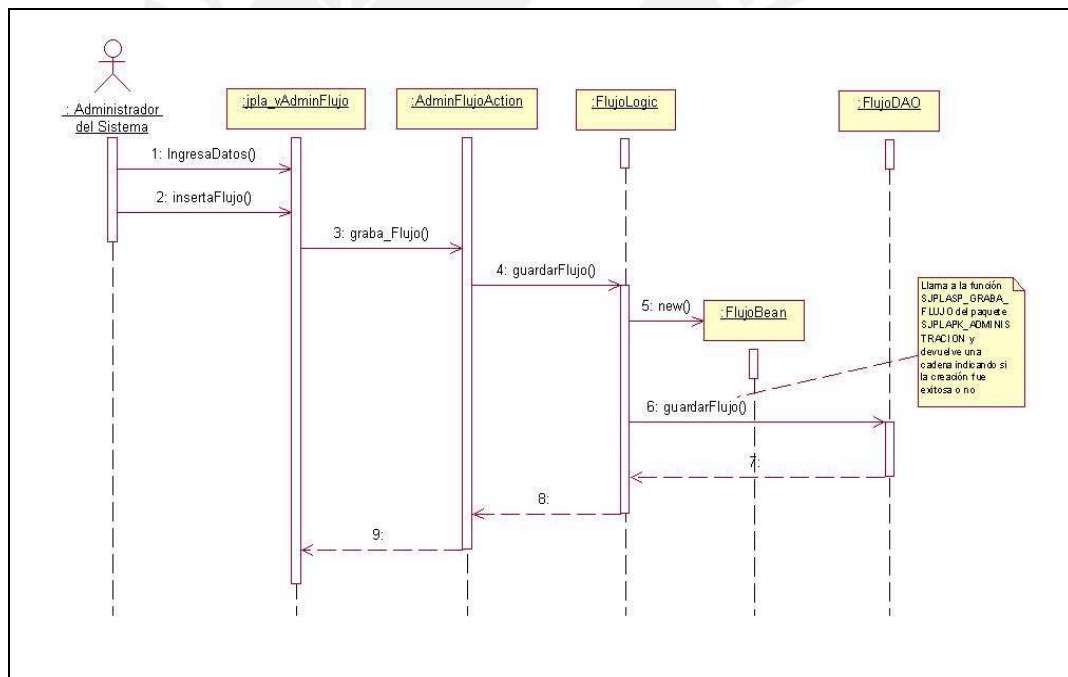 : Administrador
del Sistema
:jpla_vAdminFlujo
:AdminFlujoAction
:FlujoLogic
:FlujoDAO
1: IngresaDatos()
2: insertaFlujo()
3: graba_Flujo()
4: guardarFlujo()
5: new()
:FlujoBean
Llama a la función
SJPLASP_GRABA_
FLUJO del paquete
SJPLAPK_ADMINIS
TRACION y
devuelve una
cadena indicando si
la creación fue
exitosa o no
6: guardarFlujo()
7:
8:
9: